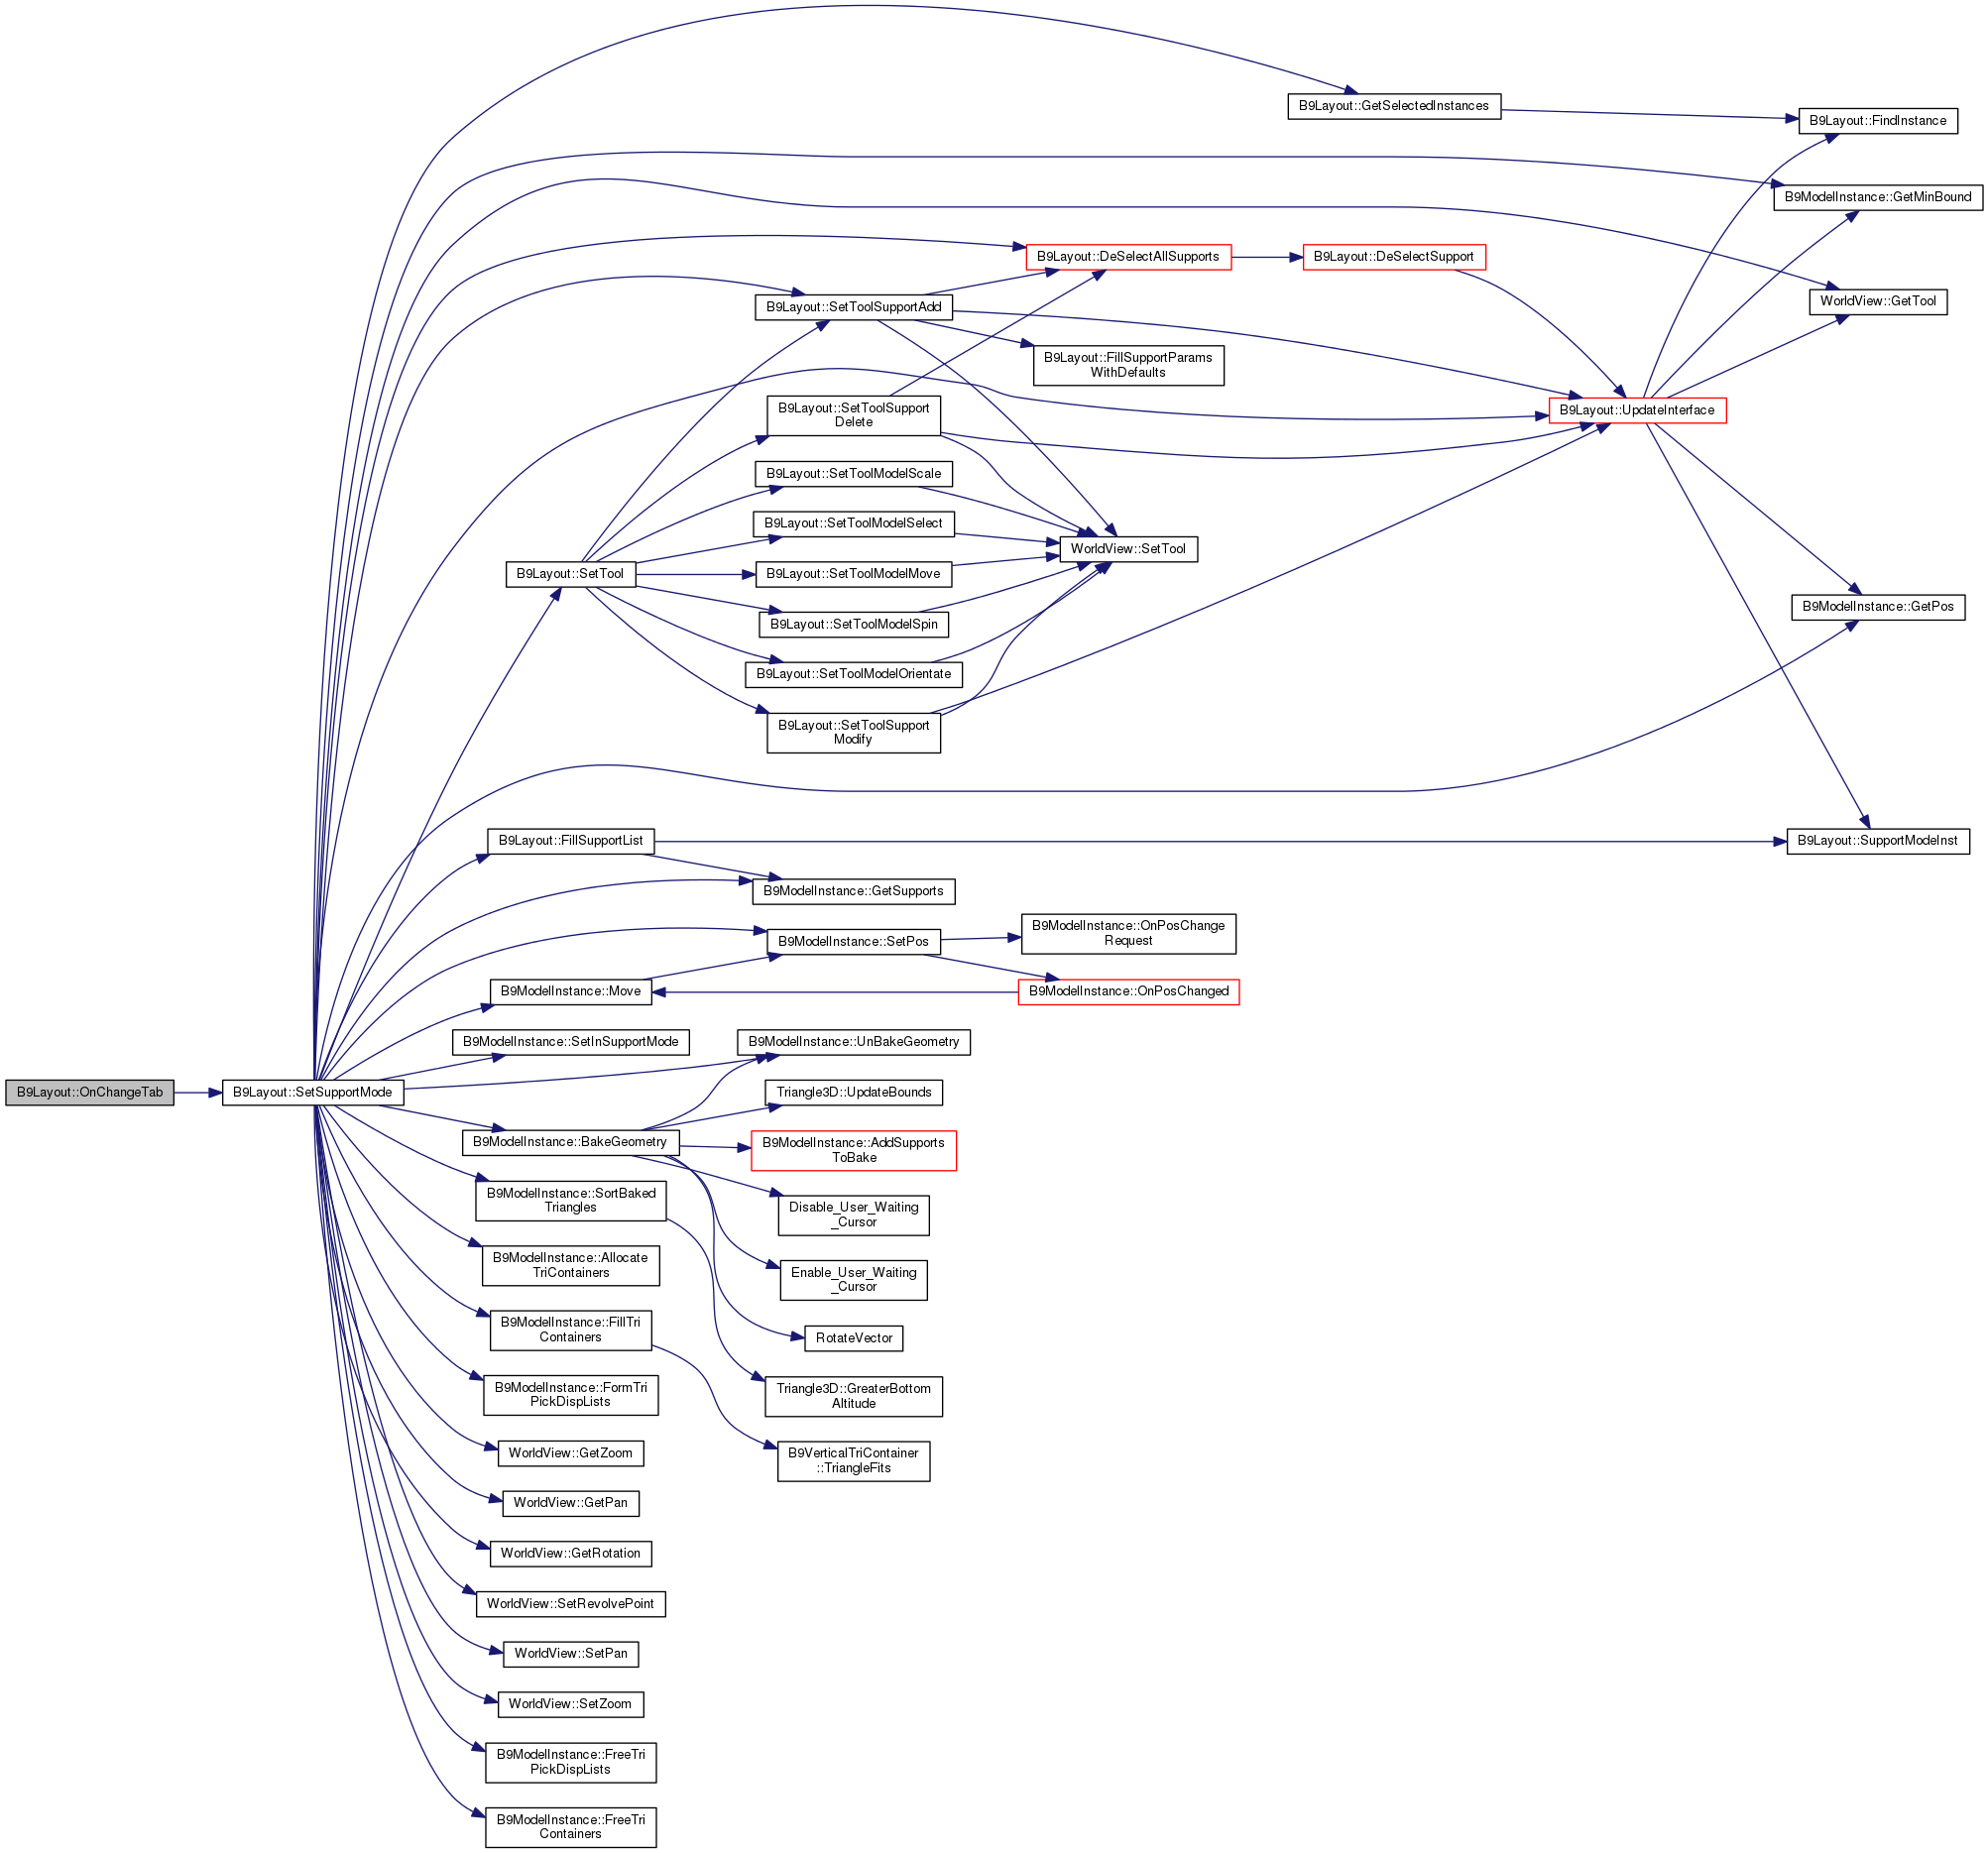 B9Layout::GetSelectedInstances
B9Layout::FindInstance
B9ModelInstance::GetMinBound
B9Layout::DeSelectAllSupports
B9Layout::DeSelectSupport
WorldView::GetTool
B9Layout::SetToolSupportAdd
B9Layout::FillSupportParams
WithDefaults
B9Layout::SetToolSupport
Delete
B9Layout::UpdateInterface
B9Layout::SetToolModelScale
B9Layout::SetToolModelSelect
WorldView::SetTool
B9Layout::SetTool
B9Layout::SetToolModelMove
B9ModelInstance::GetPos
B9Layout::SetToolModelSpin
B9Layout::SetToolModelOrientate
B9Layout::SetToolSupport
Modify
B9Layout::FillSupportList
B9Layout::SupportModeInst
B9ModelInstance::GetSupports
B9ModelInstance::SetPos
B9ModelInstance::OnPosChange
Request
B9ModelInstance::Move
B9ModelInstance::OnPosChanged
B9ModelInstance::SetInSupportMode
B9ModelInstance::UnBakeGeometry
B9Layout::OnChangeTab
B9Layout::SetSupportMode
Triangle3D::UpdateBounds
B9ModelInstance::BakeGeometry
B9ModelInstance::AddSupports
ToBake
B9ModelInstance::SortBaked
Triangles
Disable_User_Waiting
_Cursor
B9ModelInstance::Allocate
TriContainers
Enable_User_Waiting
_Cursor
B9ModelInstance::FillTri
Containers
RotateVector
B9ModelInstance::FormTri
PickDispLists
Triangle3D::GreaterBottom
Altitude
WorldView::GetZoom
B9VerticalTriContainer
::TriangleFits
WorldView::GetPan
WorldView::GetRotation
WorldView::SetRevolvePoint
WorldView::SetPan
WorldView::SetZoom
B9ModelInstance::FreeTri
PickDispLists
B9ModelInstance::FreeTri
Containers